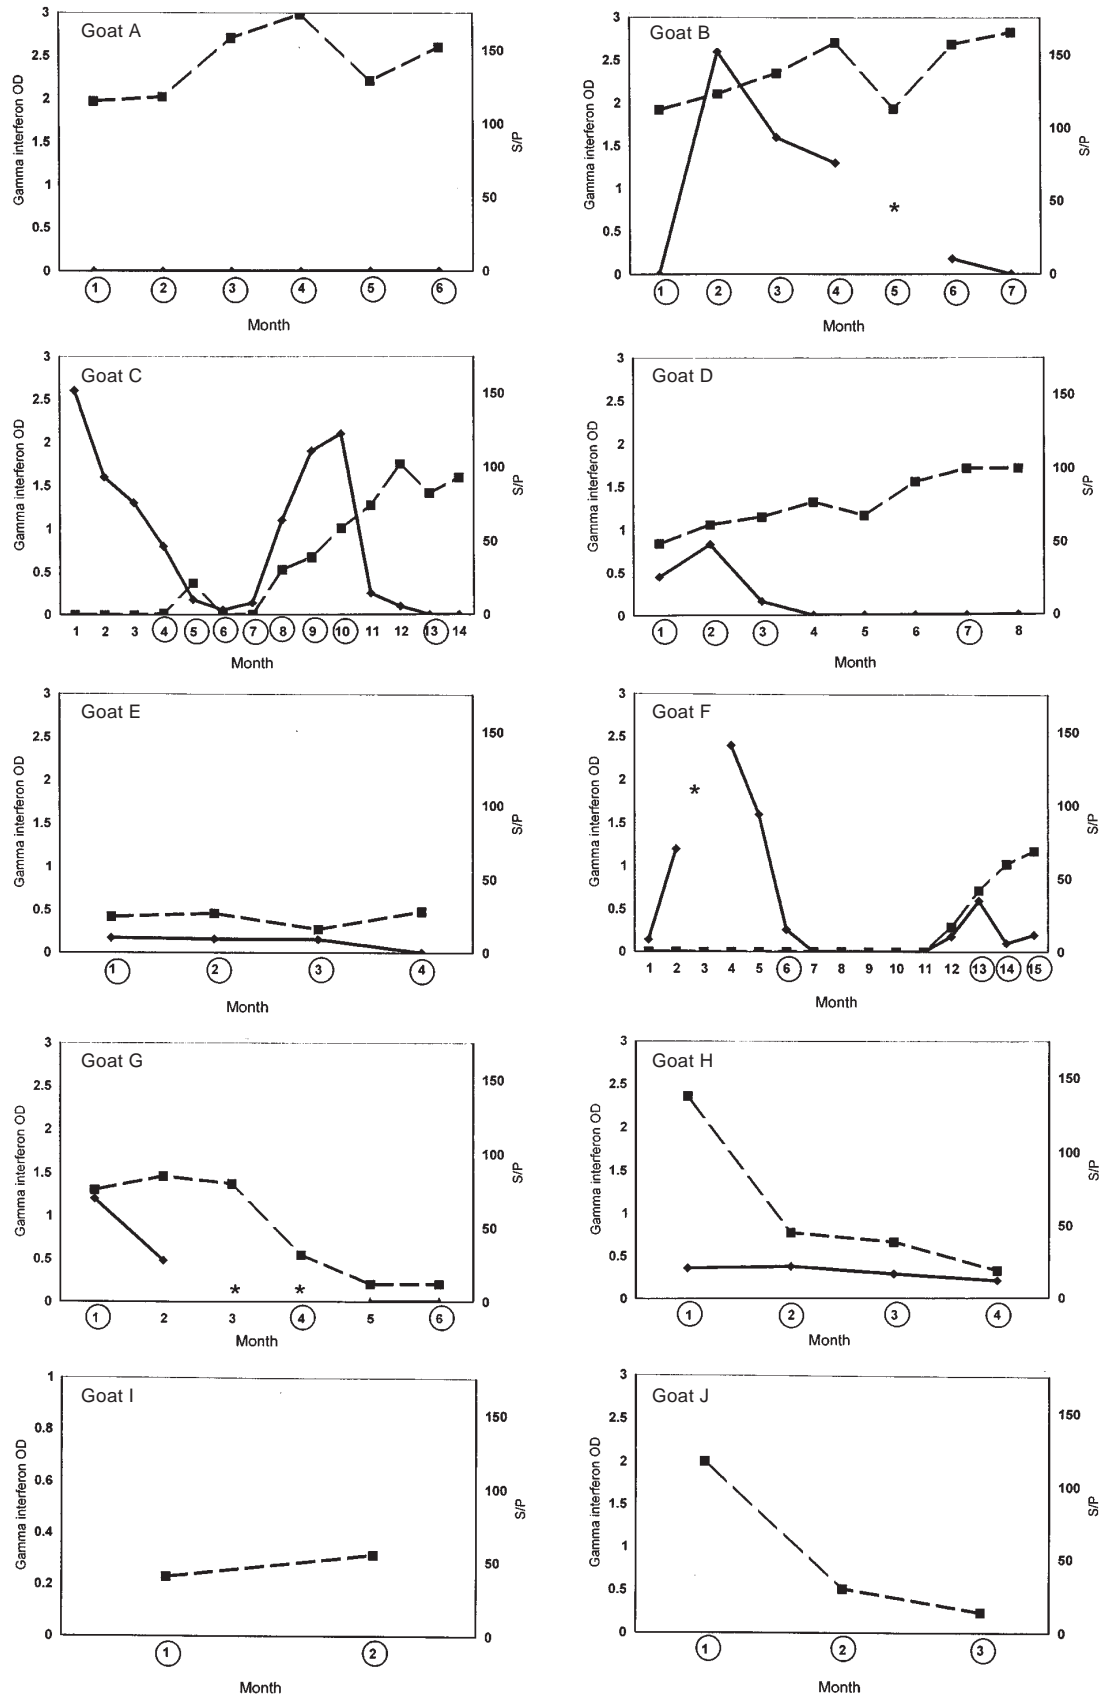 Goat A
3
2.5
2
1.5
1
0.5
0
Gamma interferon OD
150
100
50
0
S/P
1 2 3 4 5 6
Month
Goat B
3
2.5
2
1.5
1
0.5
0
Gamma interferon OD
*
150
100
50
0
S/P
1 2 3 4 5 6 7
Month
Goat C
3
2.5
2
1.5
1
0.5
0
Gamma interferon OD
150
100
50
0
S/P
1 2 3 4 5 6 7 8 9 10 11 12 13 14
Month
Goat D
3
2.5
2
1.5
1
0.5
0
Gamma interferon OD
150
100
50
0
S/P
1 2 3 4 5 6 7 8
Month
Goat E
3
2.5
2
1.5
1
0.5
0
Gamma interferon OD
150
100
50
0
S/P
1 2 3 4
Month
Goat F
3
2.5
2
1.5
1
0.5
0
Gamma interferon OD
*
150
100
50
0
S/P
1 2 3 4 5 6 7 8 9 10 11 12 13 14 15
Month
Goat G
3
2.5
2
1.5
1
0.5
0
Gamma interferon OD
* *
150
100
50
0
S/P
1 2 3 4 5 6
Month
Goat H
3
2.5
2
1.5
1
0.5
0
Gamma interferon OD
150
100
50
0
S/P
1 2 3 4
Month
Goat I
1
0.8
0.6
0.4
0.2
0
Gamma interferon OD
150
100
50
0
S/P
1 2
Month
Goat J
3
2.5
2
1.5
1
0.5
0
Gamma interferon OD
150
100
50
0
S/P
1 2 3
Month